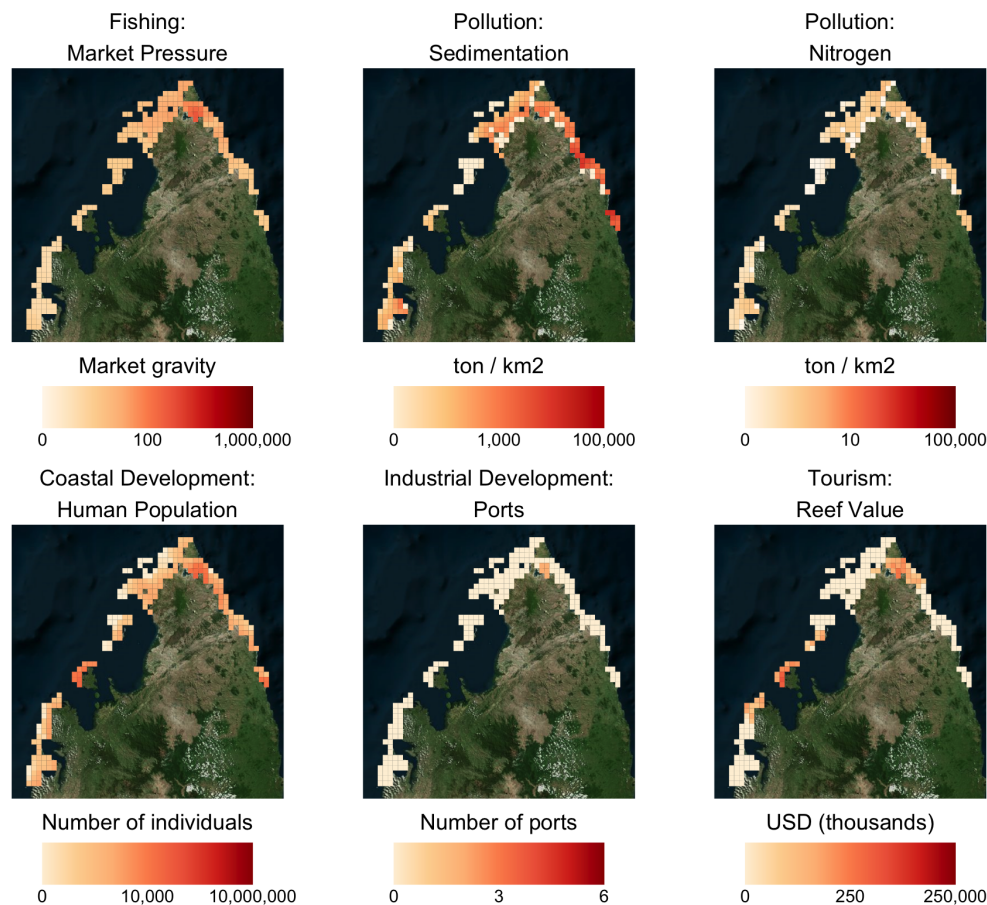 Fishing:
Market Pressure
Pollution:
Sedimentation
Pollution:
Nitrogen
Market gravity
0 100 1,000,000
ton / km2
0 1,000 100,000
ton / km2
0 10 100,000
Coastal Development:
Human Population
Industrial Development:
Ports
Tourism:
Reef Value
Number of individuals
0 10,000 10,000,000
Number of ports
0 3 6
USD (thousands)
0 250 250,000